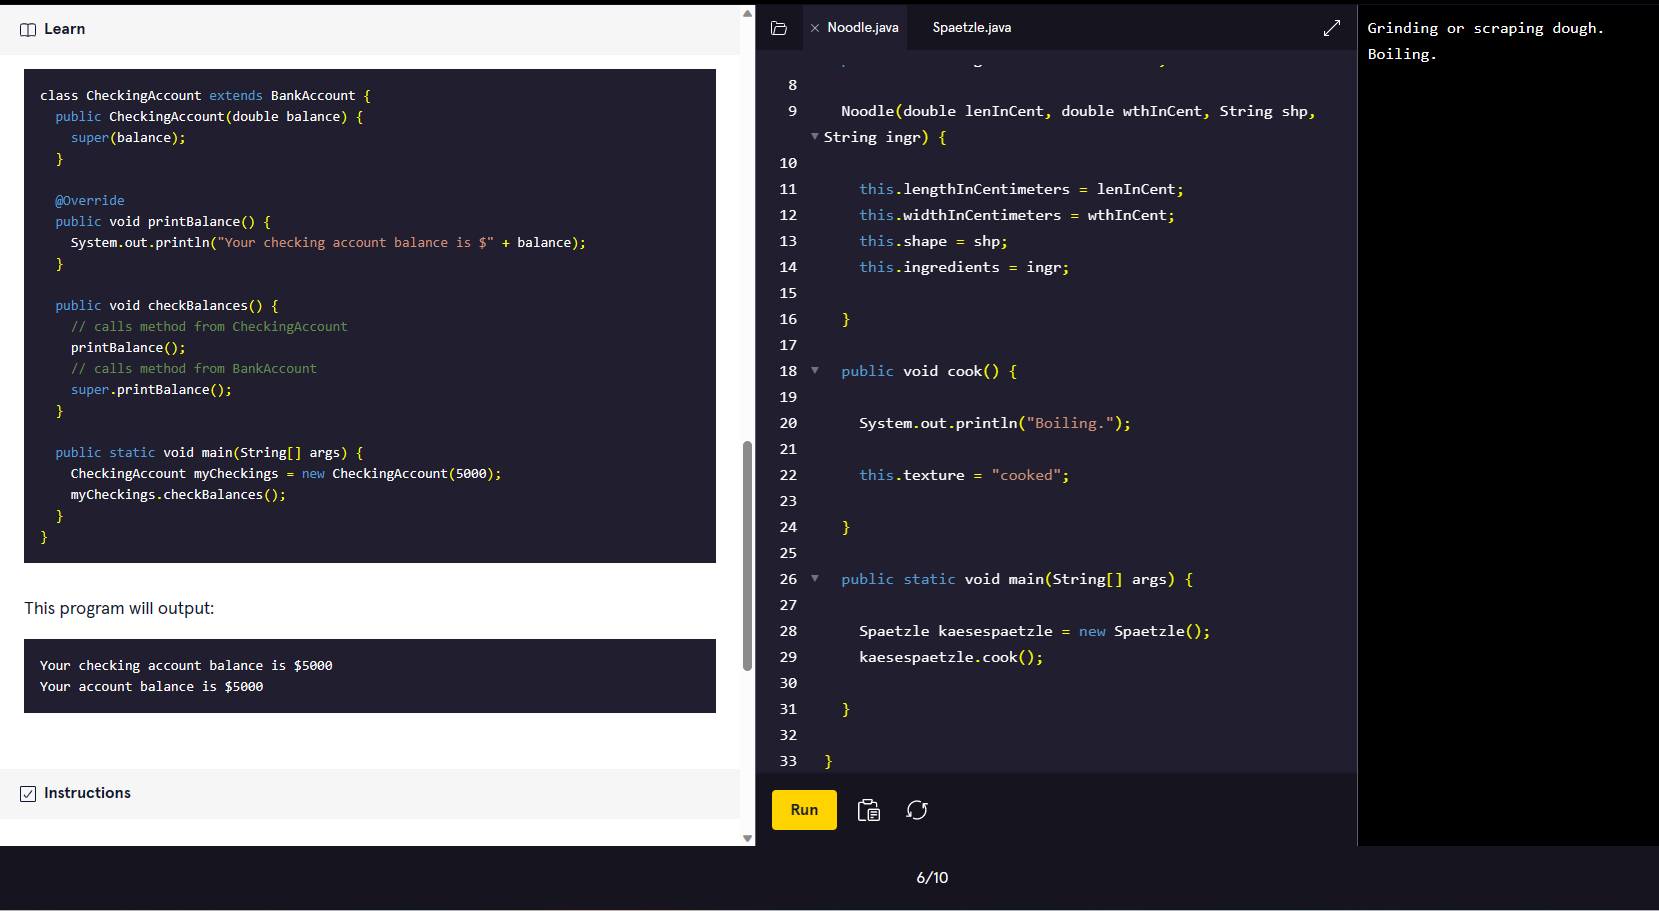 Learn
class CheckingAccount extends BankAccount {
public CheckingAccount(double balance) {
super(balance);
}
@Override
public void printBalance() {
System.out.println("Your checking account balance is $" + balance);
}
public void checkBalances() {
// calls method from CheckingAccount
printBalance();
// calls method from BankAccount
super.printBalance();
}
public static void main(String[] args) {
CheckingAccount myCheckings = new CheckingAccount(5000);
myCheckings.checkBalances();
}
}
This program will output:
Your checking account balance is $5000
Your account balance is $5000
Instructions
Noodle.java
Spaetzle.java
8
9 Noodle(double lenInCent, double wthInCent, String shp,
String ingr) {
10
11 this.lengthInCentimeters = lenInCent;
12 this.widthInCentimeters = wthInCent;
13 this.shape = shp;
14 this.ingredients = ingr;
15
16 }
17
18 public void cook() {
19
20 System.out.println("Boiling.");
21
22 this.texture = "cooked";
23
24 }
25
26 public static void main(String[] args) {
27
28 Spaetzle kaesespaetzle = new Spaetzle();
29 kaesespaetzle.cook();
30
31 }
32
33 }
Run
Grinding or scraping dough.
Boiling.
6/10